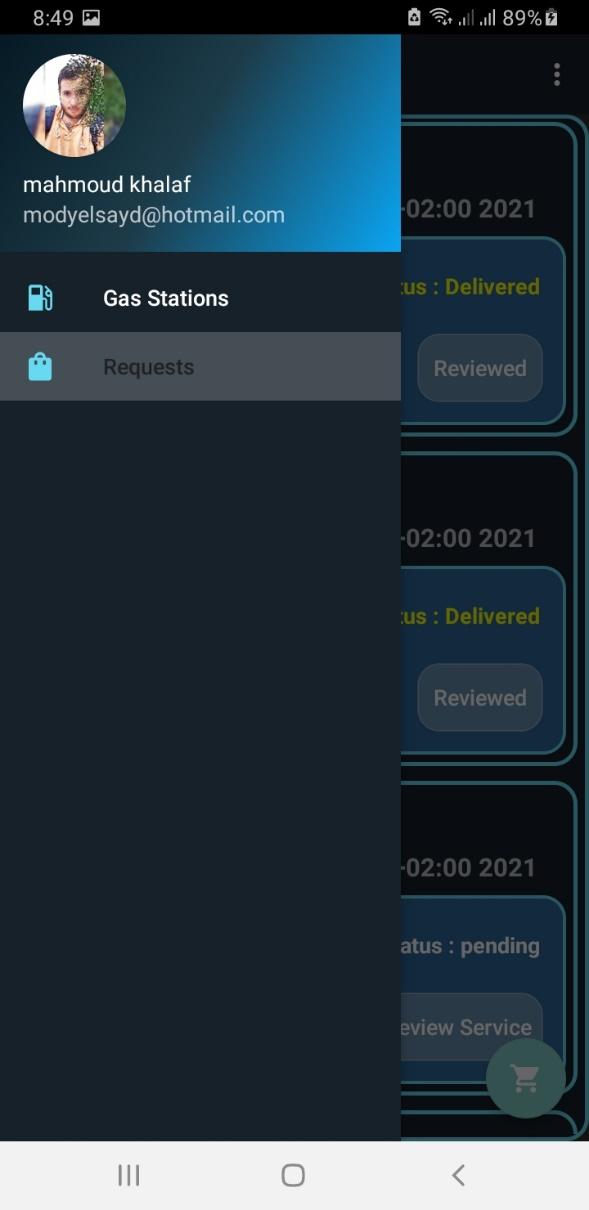 8:49
89%
mahmoud khalaf
modyelsayd@hotmail.com
Gas Stations
Requests
-02:00 2021
tus : Delivered
Reviewed
-02:00 2021
tus : Delivered
Reviewed
-02:00 2021
atus : pending
eview Service